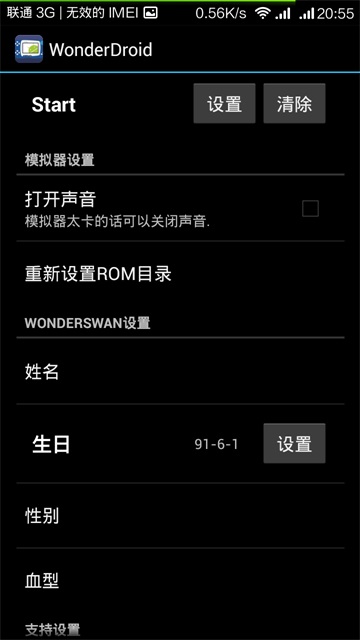 联通 3G | 无效的 IMEI 0.56K/s 20:55
WonderDroid
Start 设置 清除
模拟器设置
打开声音
模拟器太卡的话可以关闭声音.
重新设置ROM目录
WONDERSWAN设置
姓名
生日 91-6-1 设置
性别
血型
支持设置